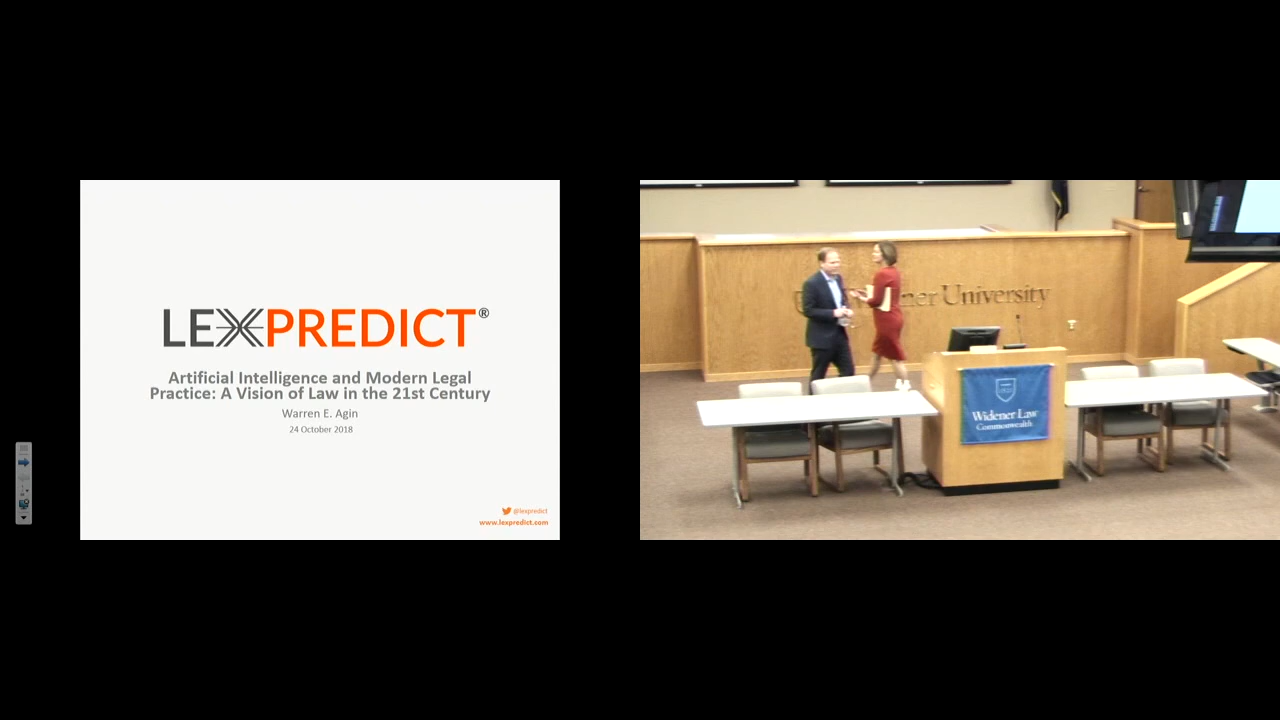 LEXPREDICT®
Artificial Intelligence and Modern Legal
Practice: A Vision of Law in the 21st Century
Warren E. Agin
24 October 2018
@lexpredict
www.lexpredict.com
Widener University
Widener Law
Commonwealth